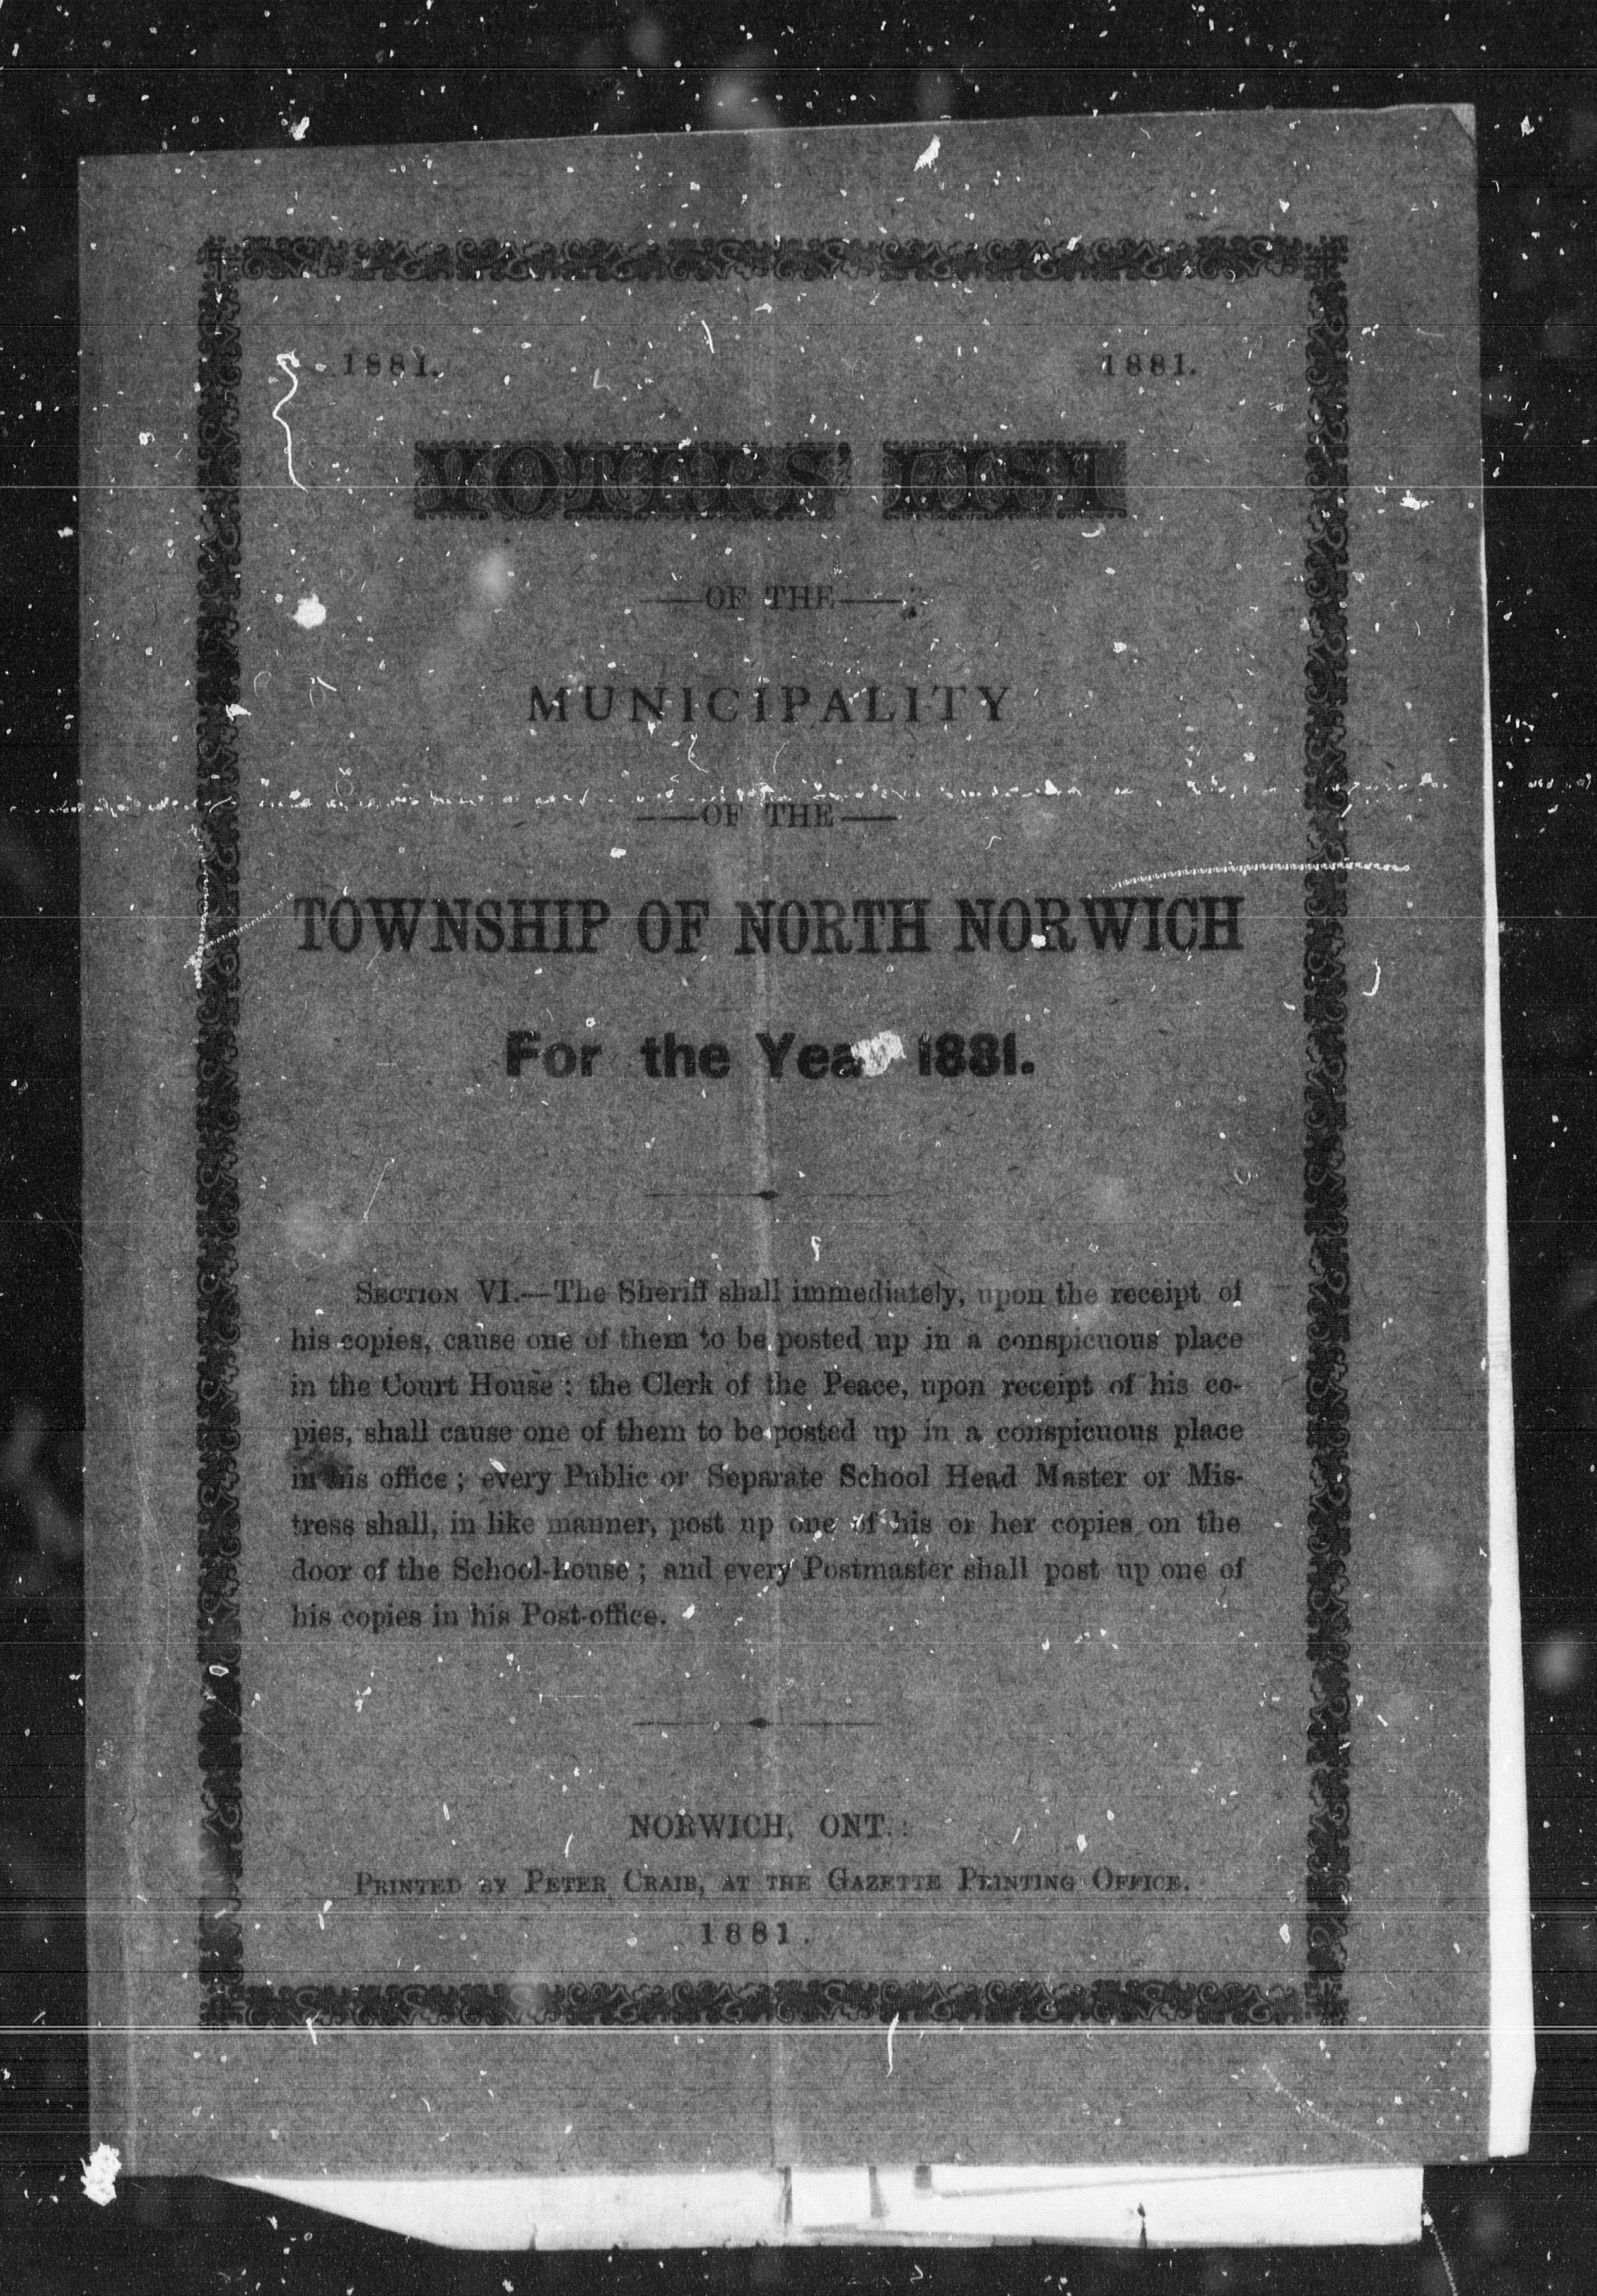 1881. 1881.
VOTERS LIST
—OF THE—
MUNICIPALITY
—OF THE—
TOWNSHIP OF NORTH NORWICH
For the Year 1881.
SECTION VI.—The Sheriff shall immediately, upon the receipt of
his copies, cause one of them to be posted up in a conspicuous place
in the Court House ; the Clerk of the Peace, upon receipt of his co-
pies, shall cause one of them to be posted up in a conspicuous place
in his office ; every Public or Separate School Head Master or Mis-
tress shall, in like manner, post up one of his or her copies on the
door of the School-house ; and every Postmaster shall post up one of
his copies in his Post-office.
NORWICH, ONT. :
PRINTED BY PETER CRAIB, AT THE GAZETTE PRINTING OFFICE.
1881.